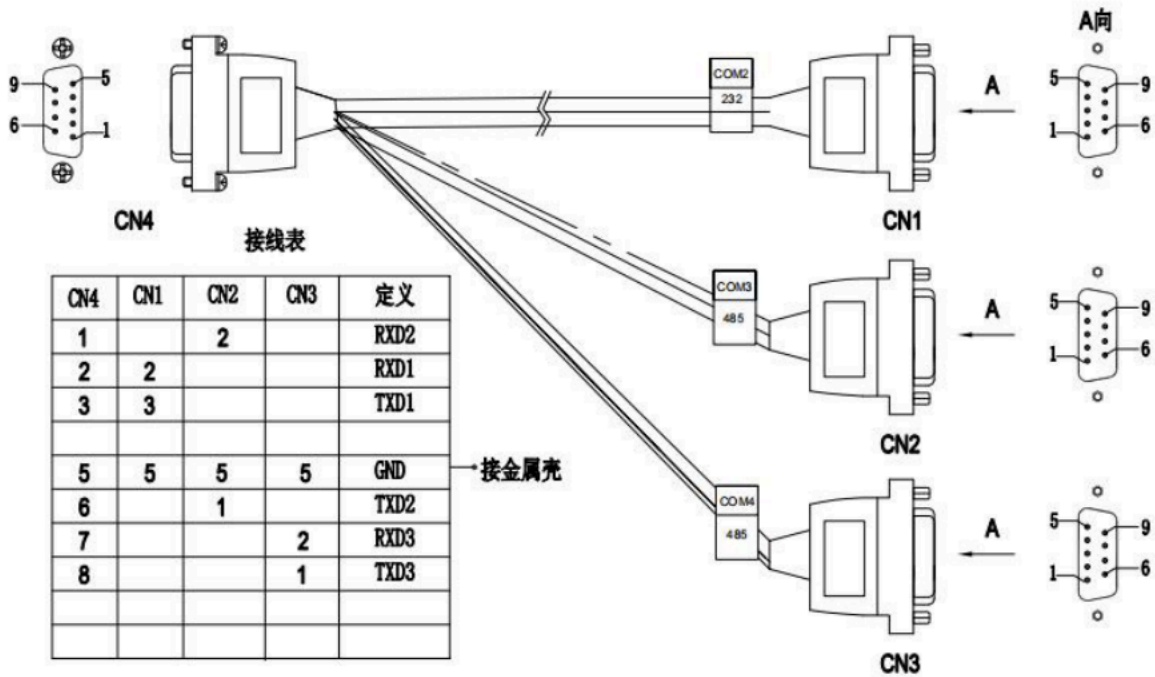 A向
9
5
6
1
CN4
COM2
232
A
CN1
5
9
1
6
COM3
485
A
CN2
5
9
1
6
COM4
485
A
CN3
5
9
1
6
接线表
CN4 CN1 CN2 CN3 定义
1 2 RXD2
2 2 RXD1
3 3 TXD1
5 5 5 5 GND
接金属壳
6 1 TXD2
7 2 RXD3
8 1 TXD3